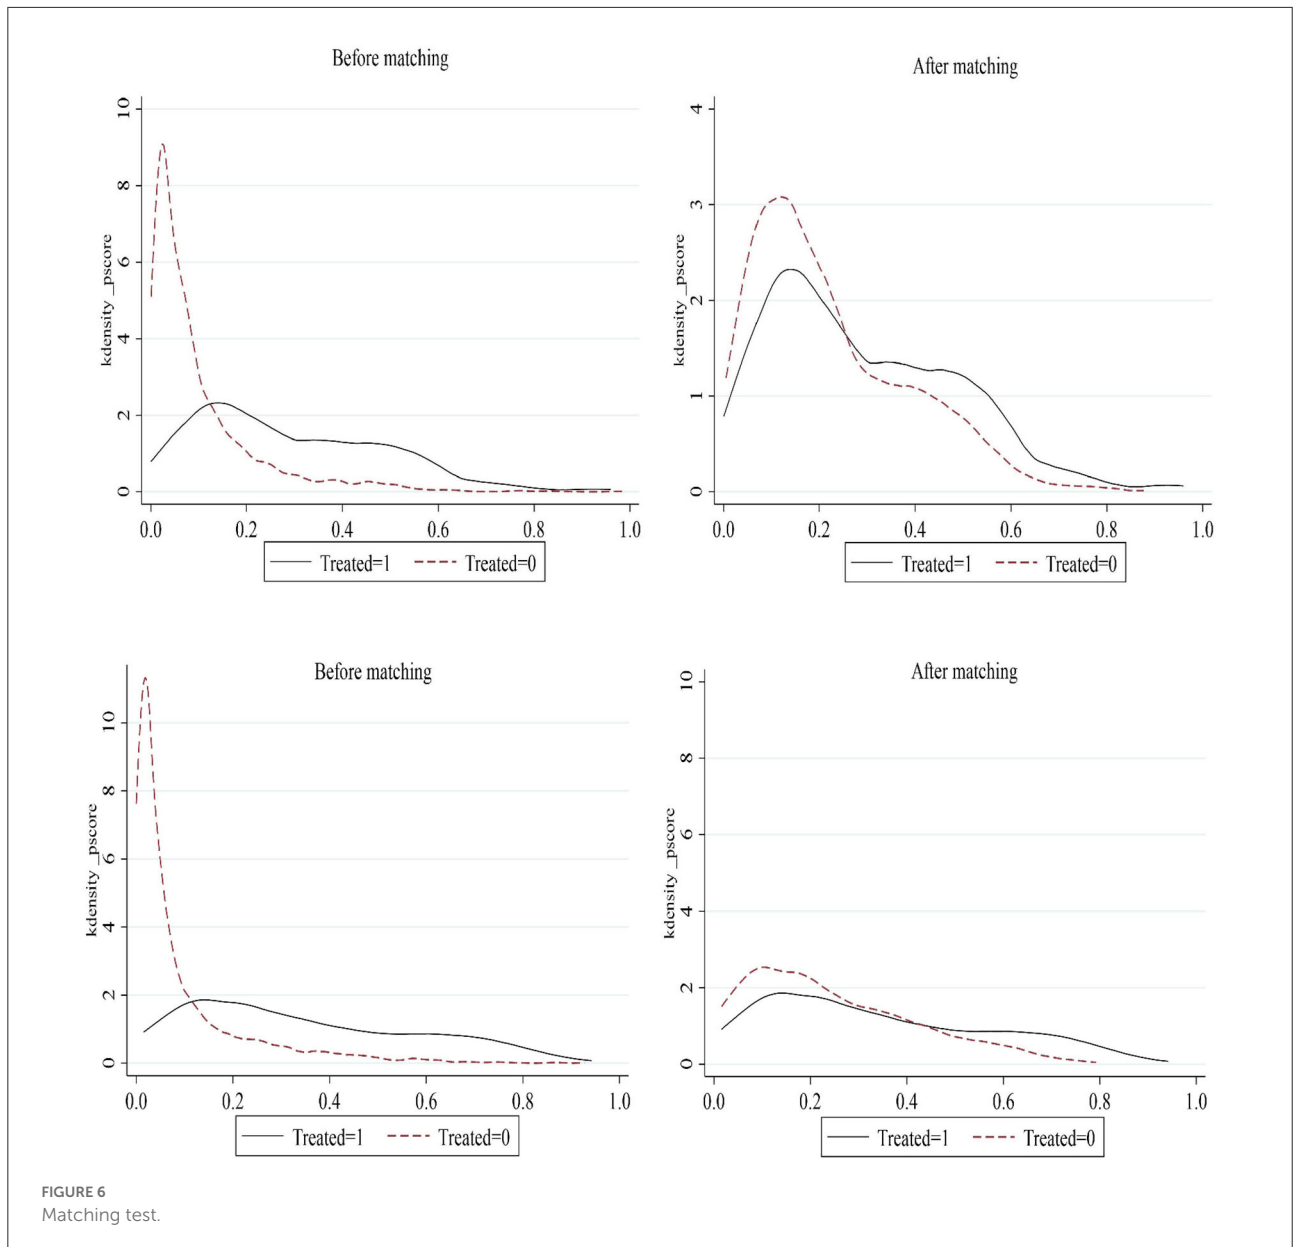 Before matching
kdensity _pscore
10
8
6
4
2
0
0.0 0.2 0.4 0.6 0.8 1.0
Treated=1 Treated=0
After matching
kdensity _pscore
4
3
2
1
0
0.0 0.2 0.4 0.6 0.8 1.0
Treated=1 Treated=0
Before matching
kdensity _pscore
10
8
6
4
2
0
0.0 0.2 0.4 0.6 0.8 1.0
Treated=1 Treated=0
After matching
kdensity _pscore
10
8
6
4
2
0
0.0 0.2 0.4 0.6 0.8 1.0
Treated=1 Treated=0
FIGURE 6
Matching test.